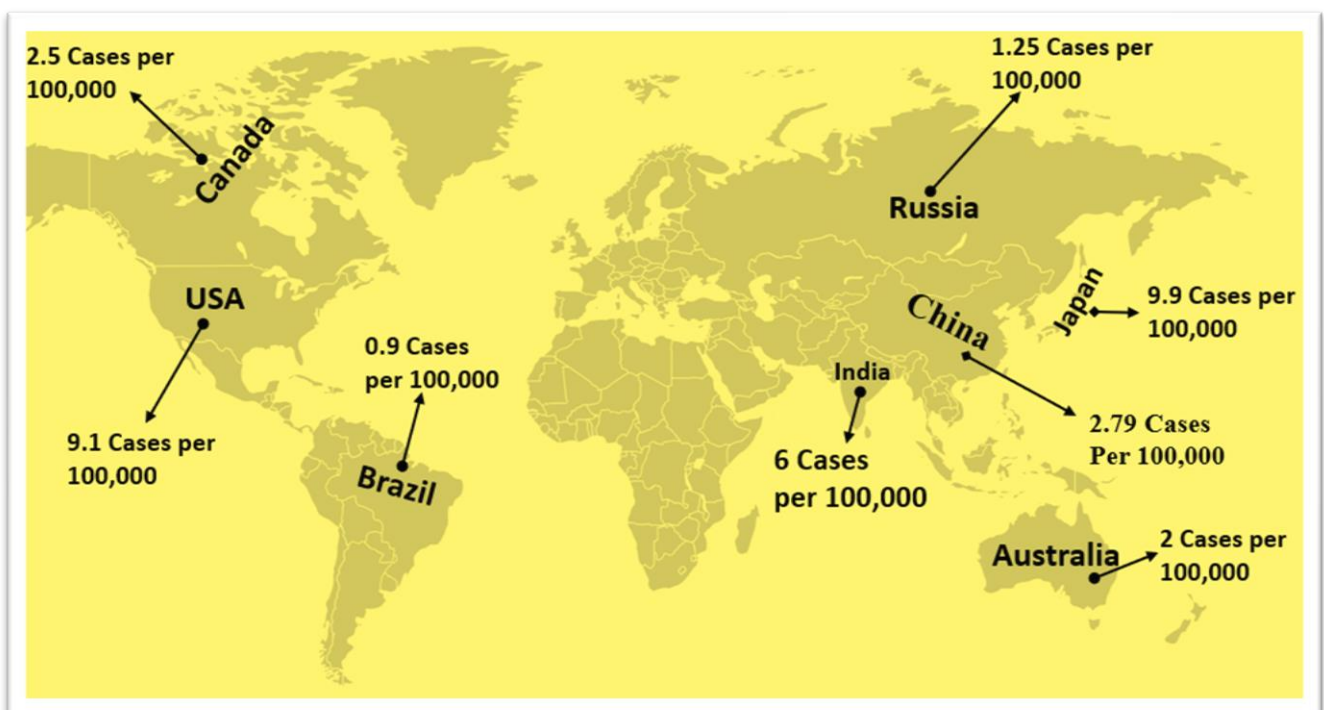 2.5 Cases per
100,000
Canada
1.25 Cases per
100,000
Russia
USA
9.1 Cases per
100,000
0.9 Cases
per 100,000
Brazil
Japan
9.9 Cases per
100,000
China
2.79 Cases
Per 100,000
India
6 Cases
per 100,000
Australia
2 Cases per
100,000